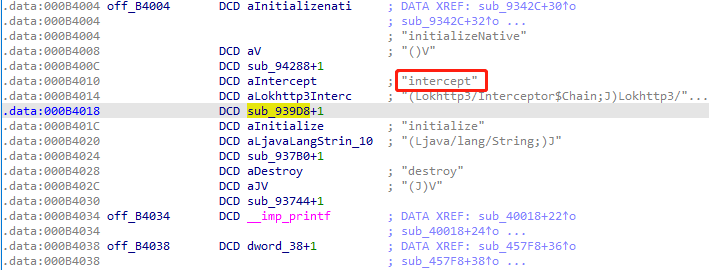 .data:000B4004 off_B4004 DCD aInitializenati ; DATA XREF: sub_9342C+30↑o
.data:000B4004 ; sub_9342C+32↑o ...
.data:000B4004 ; "initializeNative"
.data:000B4008 DCD aV ; "()V"
.data:000B400C DCD sub_94288+1
.data:000B4010 DCD aIntercept ; "intercept"
.data:000B4014 DCD aLokhttp3Interc ; "(Lokhttp3/Interceptor$Chain;J)Lokhttp3/"...
.data:000B4018 DCD sub_939D8+1
.data:000B401C DCD aInitialize ; "initialize"
.data:000B4020 DCD aLjavaLangStrin_10 ; "(Ljava/lang/String;)J"
.data:000B4024 DCD sub_937B0+1
.data:000B4028 DCD aDestroy ; "destroy"
.data:000B402C DCD aJV ; "(J)V"
.data:000B4030 DCD sub_93744+1
.data:000B4034 off_B4034 DCD __imp_printf ; DATA XREF: sub_40018+22↑o
.data:000B4034 ; sub_40018+24↑o ...
.data:000B4038 off_B4038 DCD dword_38+1 ; DATA XREF: sub_457F8+36↑o
.data:000B4038 ; sub_457F8+38↑o ...